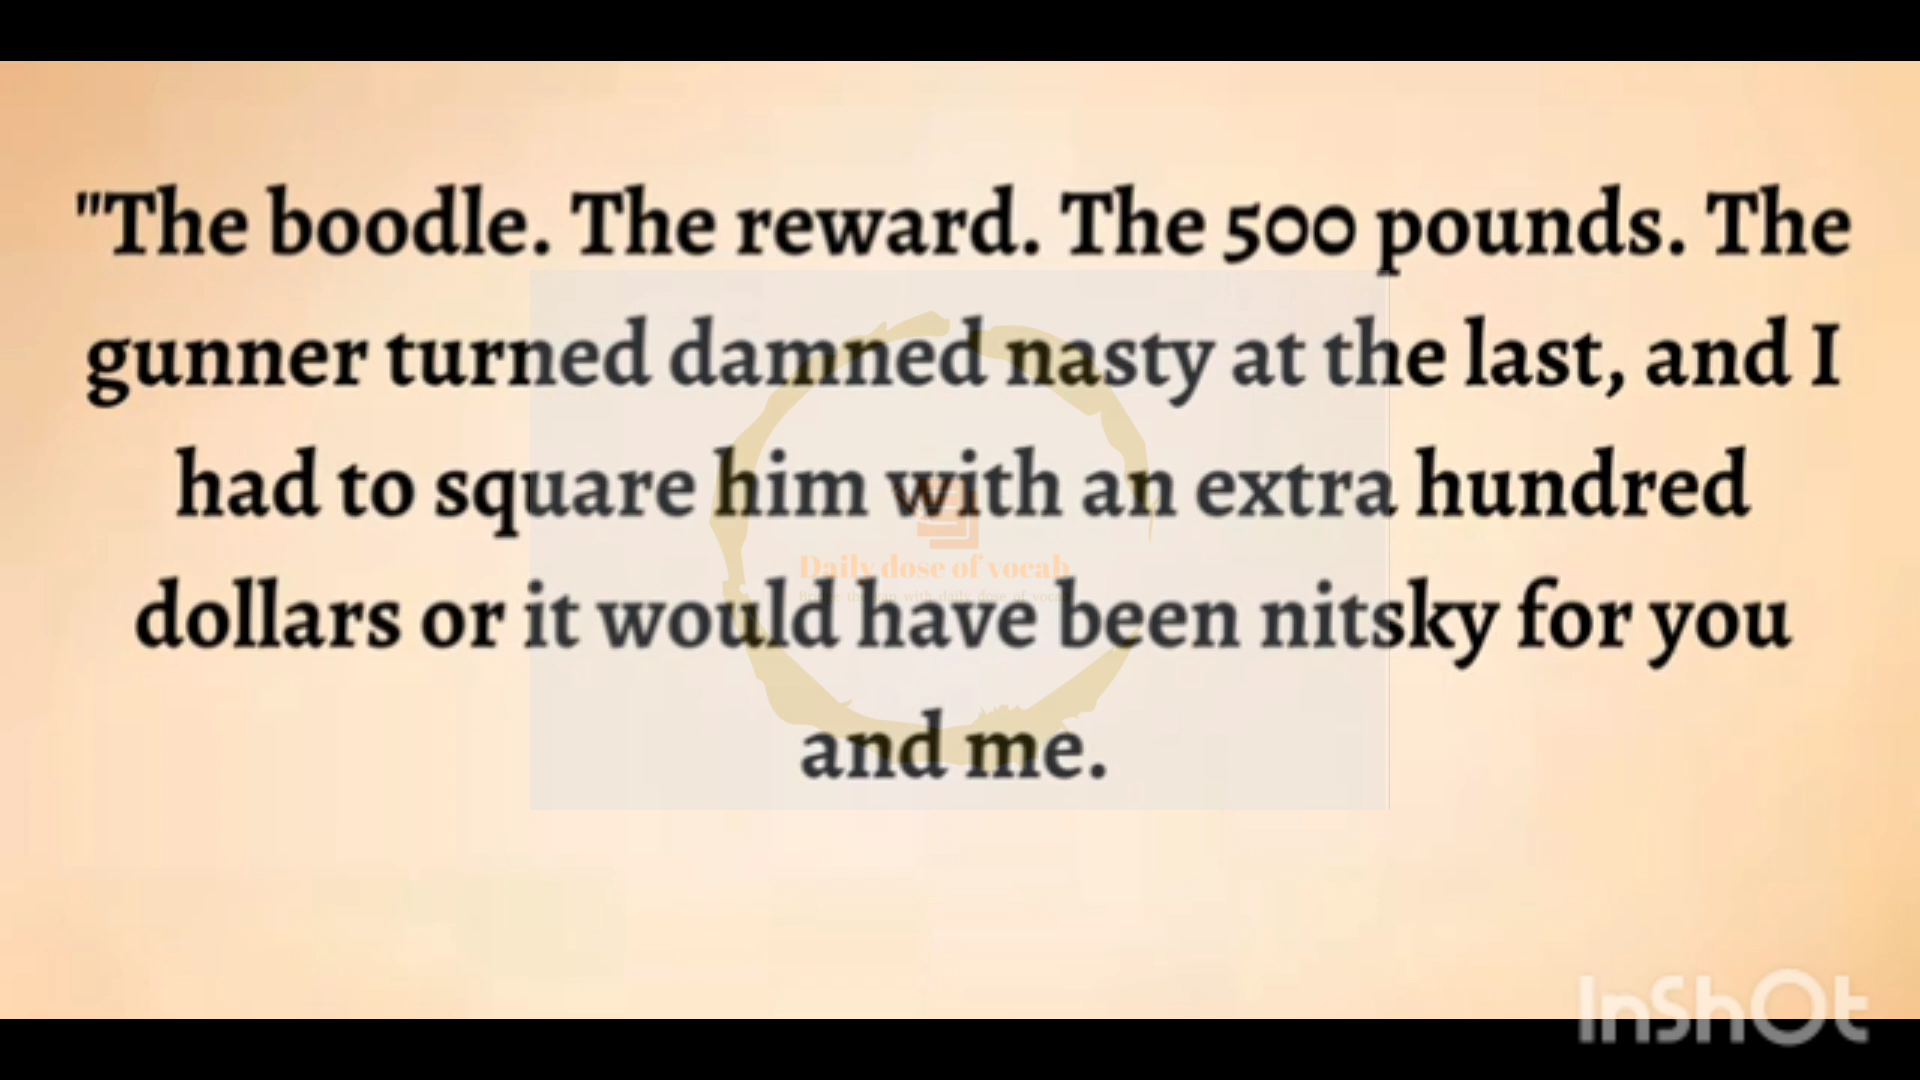 "The boodle. The reward. The 500 pounds. The
gunner turned damned nasty at the last, and I
had to square him with an extra hundred
Daily dose of vocab
dollars or it would have been nitsky for you
and me.
InShOt